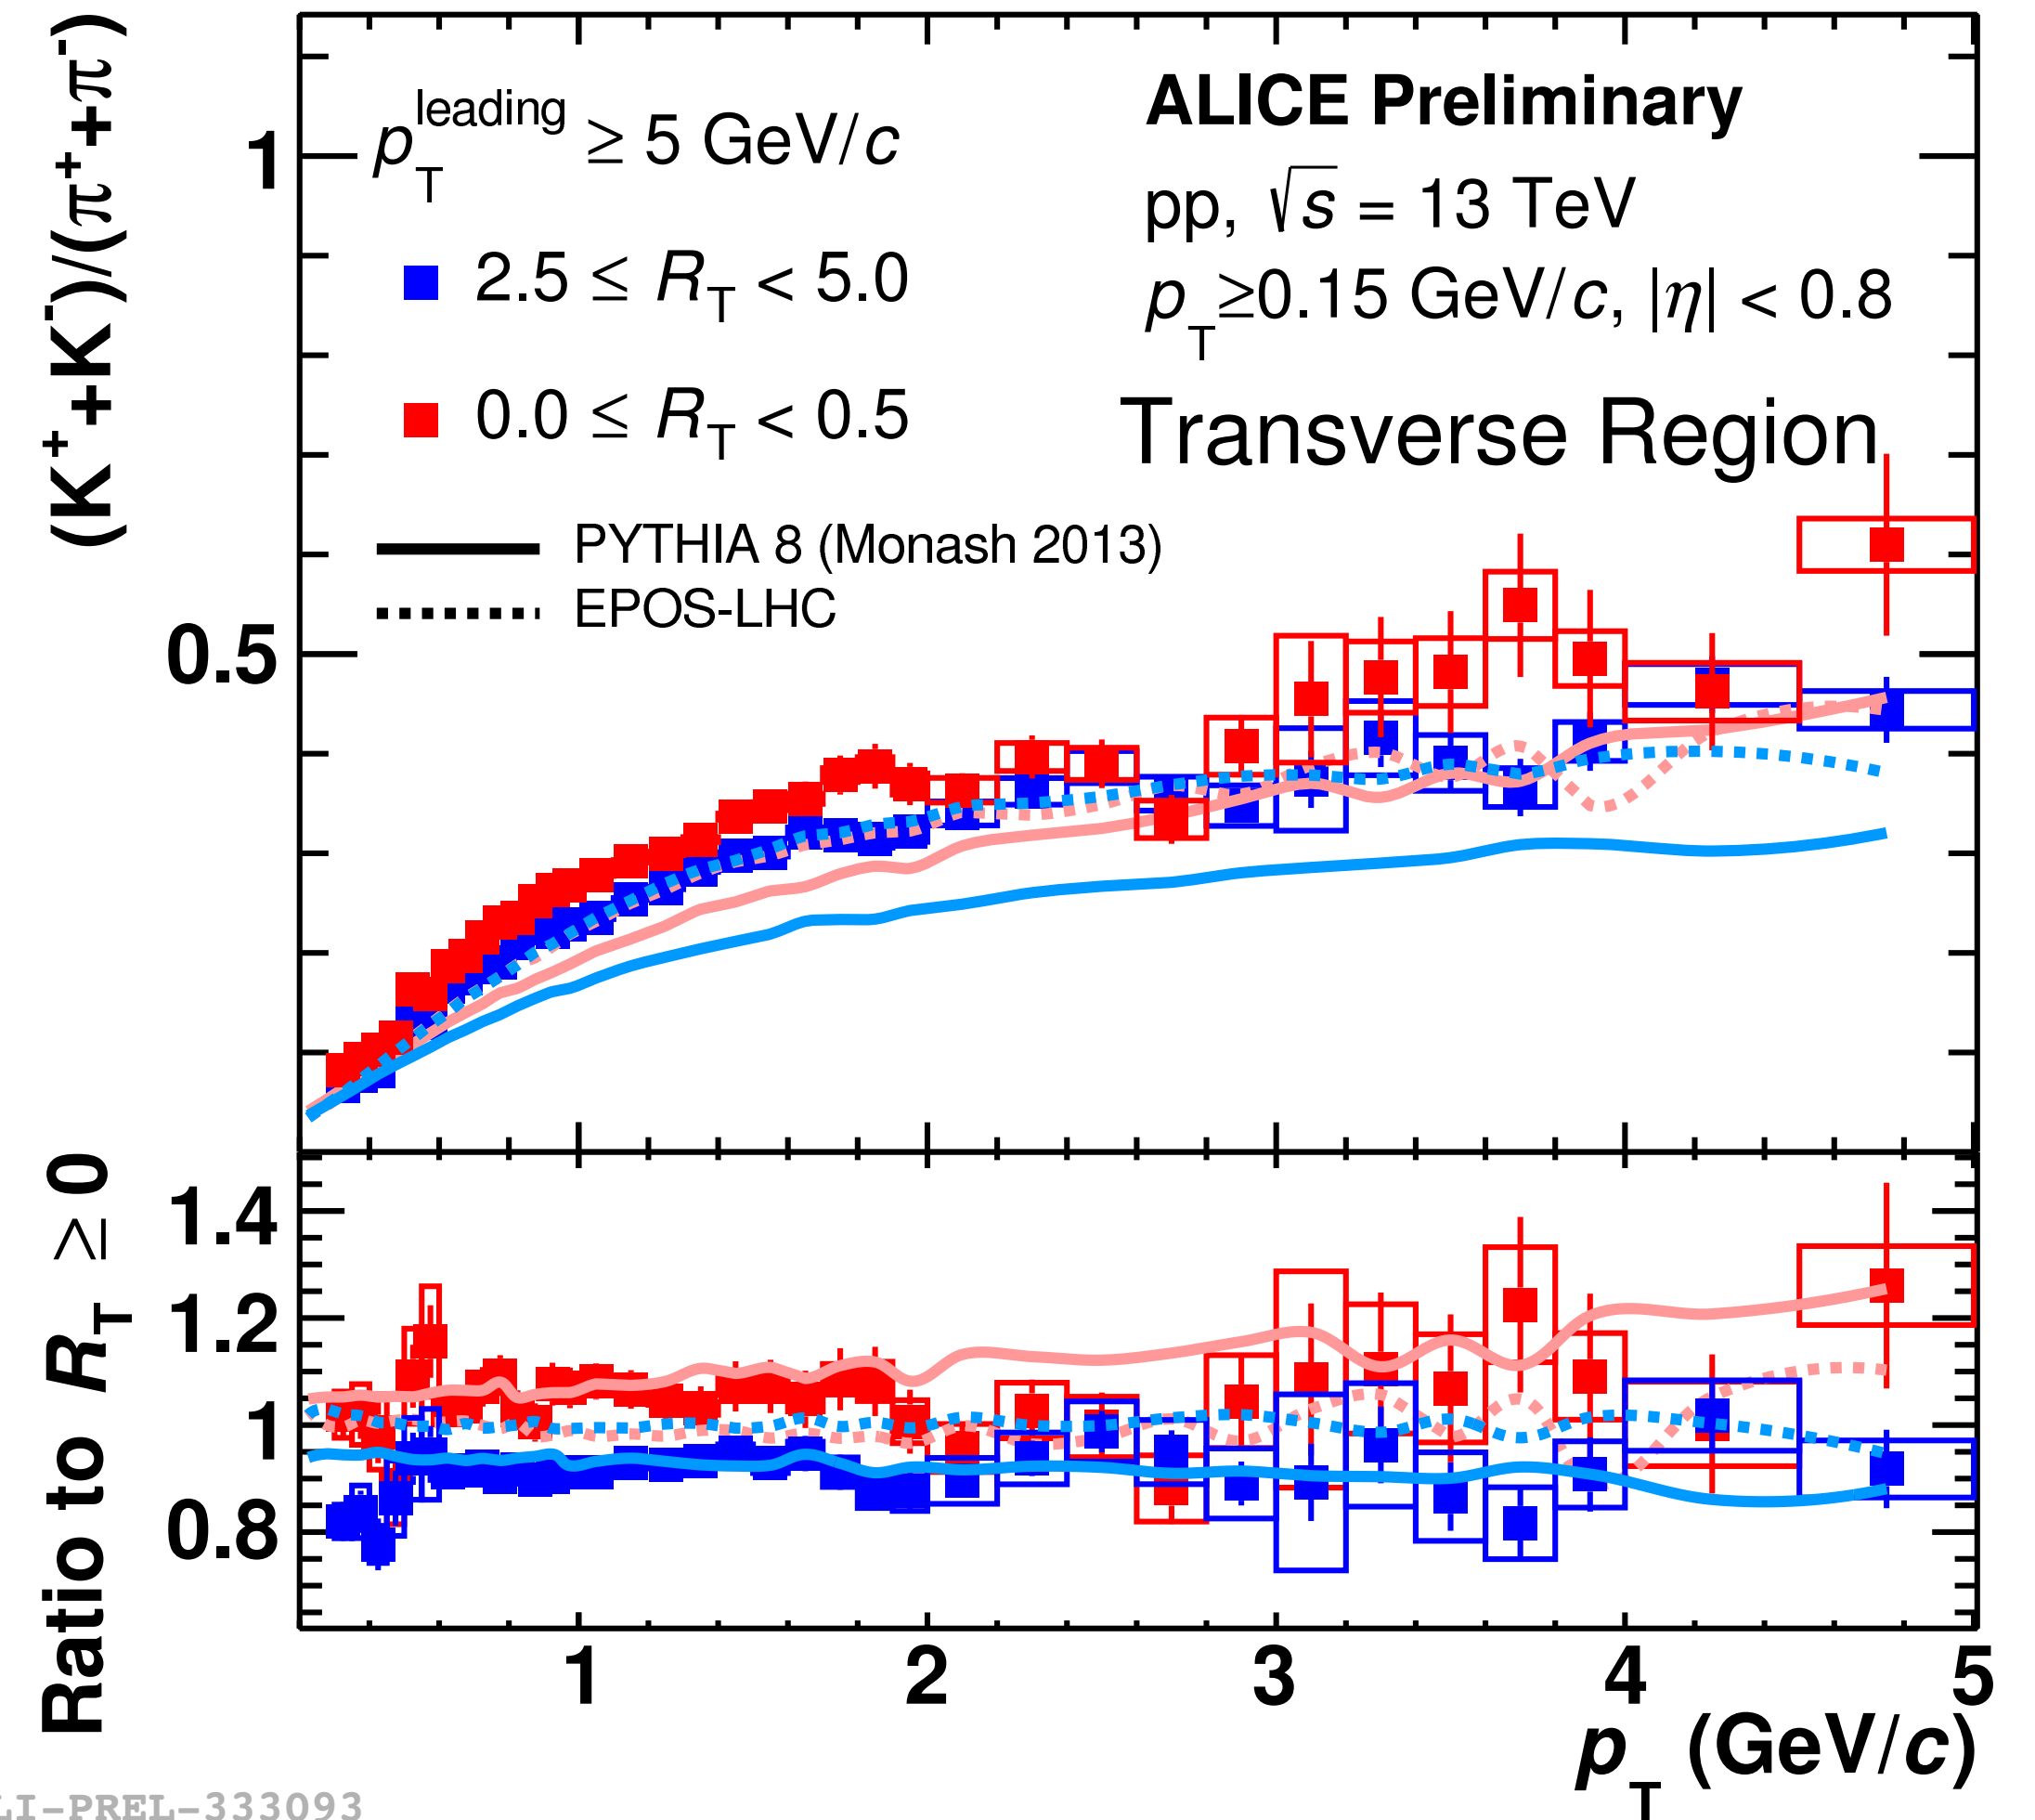 (K⁺+K⁻)/(π⁺+π⁻)
p_T^leading ≥ 5 GeV/c
2.5 ≤ R_T < 5.0
0.0 ≤ R_T < 0.5
PYTHIA 8 (Monash 2013)
EPOS-LHC
ALICE Preliminary
pp, √s = 13 TeV
p_T≥0.15 GeV/c, |η| < 0.8
Transverse Region
1
0.5
Ratio to R_T ≥ 0
1.4
1.2
1
0.8
1 2 3 4 5
p_T (GeV/c)
LI-PREL-333093